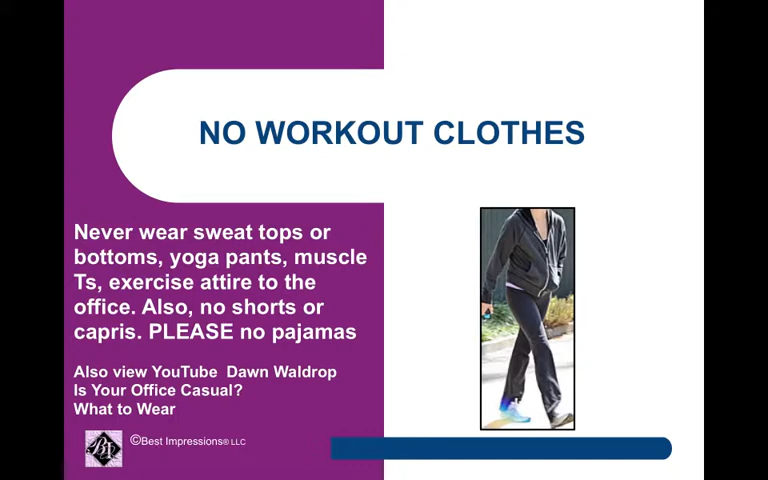 NO WORKOUT CLOTHES
Never wear sweat tops or
bottoms, yoga pants, muscle
Ts, exercise attire to the
office. Also, no shorts or
capris. PLEASE no pajamas
Also view YouTube  Dawn Waldrop
Is Your Office Casual?
What to Wear
©Best Impressions® LLC